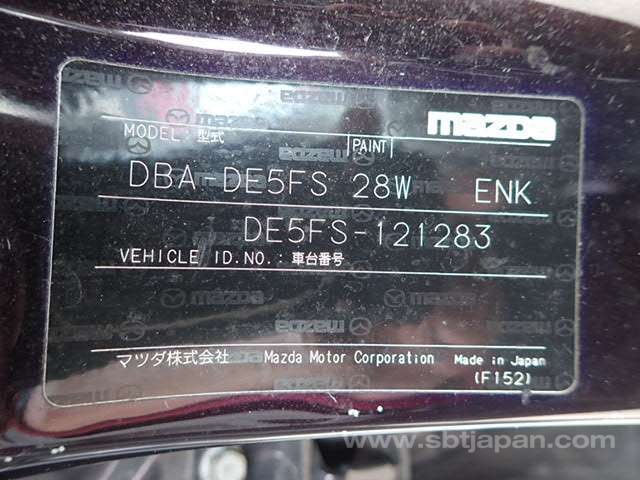 mazda
MODEL: 型式 PAINT
DBA-DE5FS 28W ENK
DE5FS-121283
VEHICLE ID.NO.: 車台番号
マツダ株式会社 Mazda Motor Corporation Made in Japan
(F152)
www.sbtjapan.com